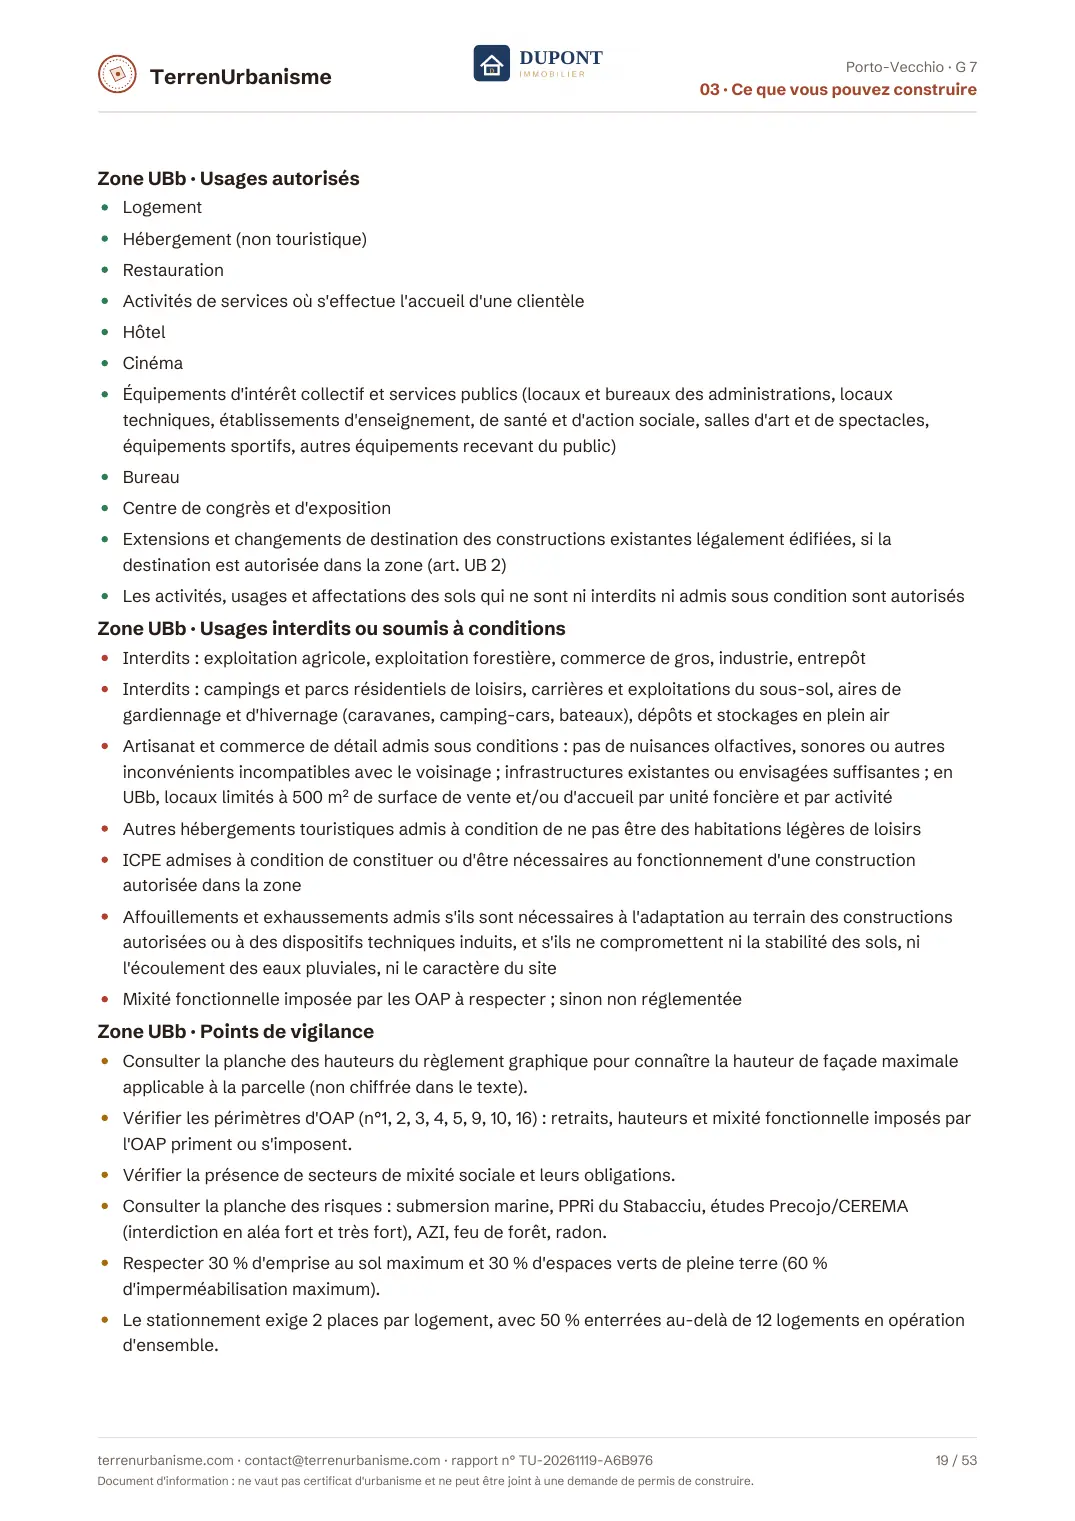 TerrenUrbanisme
DUPONT
IMMOBILIER
Porto-Vecchio · G 7
03 · Ce que vous pouvez construire
Zone UBb · Usages autorisés
• Logement
• Hébergement (non touristique)
• Restauration
• Activités de services où s'effectue l'accueil d'une clientèle
• Hôtel
• Cinéma
• Équipements d'intérêt collectif et services publics (locaux et bureaux des administrations, locaux
techniques, établissements d'enseignement, de santé et d'action sociale, salles d'art et de spectacles,
équipements sportifs, autres équipements recevant du public)
• Bureau
• Centre de congrès et d'exposition
• Extensions et changements de destination des constructions existantes légalement édifiées, si la
destination est autorisée dans la zone (art. UB 2)
• Les activités, usages et affectations des sols qui ne sont ni interdits ni admis sous condition sont autorisés
Zone UBb · Usages interdits ou soumis à conditions
• Interdits : exploitation agricole, exploitation forestière, commerce de gros, industrie, entrepôt
• Interdits : campings et parcs résidentiels de loisirs, carrières et exploitations du sous-sol, aires de
gardiennage et d'hivernage (caravanes, camping-cars, bateaux), dépôts et stockages en plein air
• Artisanat et commerce de détail admis sous conditions : pas de nuisances olfactives, sonores ou autres
inconvénients incompatibles avec le voisinage ; infrastructures existantes ou envisagées suffisantes ; en
UBb, locaux limités à 500 m² de surface de vente et/ou d'accueil par unité foncière et par activité
• Autres hébergements touristiques admis à condition de ne pas être des habitations légères de loisirs
• ICPE admises à condition de constituer ou d'être nécessaires au fonctionnement d'une construction
autorisée dans la zone
• Affouillements et exhaussements admis s'ils sont nécessaires à l'adaptation au terrain des constructions
autorisées ou à des dispositifs techniques induits, et s'ils ne compromettent ni la stabilité des sols, ni
l'écoulement des eaux pluviales, ni le caractère du site
• Mixité fonctionnelle imposée par les OAP à respecter ; sinon non réglementée
Zone UBb · Points de vigilance
• Consulter la planche des hauteurs du règlement graphique pour connaître la hauteur de façade maximale
applicable à la parcelle (non chiffrée dans le texte).
• Vérifier les périmètres d'OAP (n°1, 2, 3, 4, 5, 9, 10, 16) : retraits, hauteurs et mixité fonctionnelle imposés par
l'OAP priment ou s'imposent.
• Vérifier la présence de secteurs de mixité sociale et leurs obligations.
• Consulter la planche des risques : submersion marine, PPRi du Stabacciu, études Precojo/CEREMA
(interdiction en aléa fort et très fort), AZI, feu de forêt, radon.
• Respecter 30 % d'emprise au sol maximum et 30 % d'espaces verts de pleine terre (60 %
d'imperméabilisation maximum).
• Le stationnement exige 2 places par logement, avec 50 % enterrées au-delà de 12 logements en opération
d'ensemble.
terrenurbanisme.com · contact@terrenurbanisme.com · rapport n° TU-20261119-A6B976
19 / 53
Document d'information : ne vaut pas certificat d'urbanisme et ne peut être joint à une demande de permis de construire.